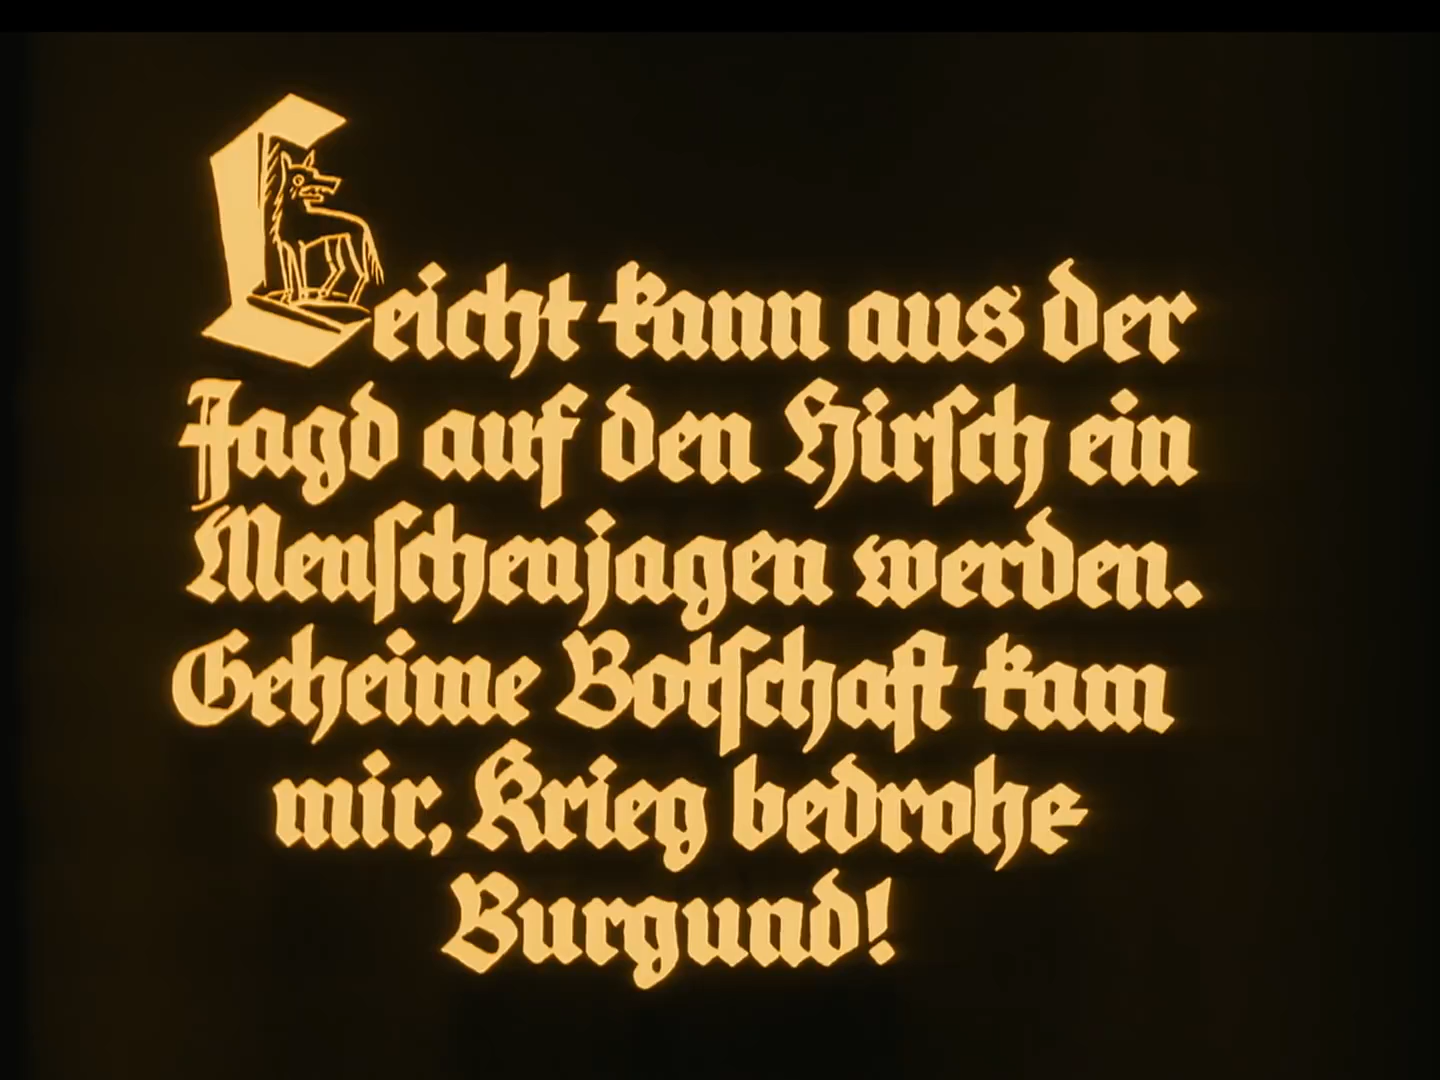 Leicht kann aus der
Jagd auf den Hirſch ein
Menſchenjagen werden.
Geheime Botſchaft kam
mir, Krieg bedrohe
Burgund!